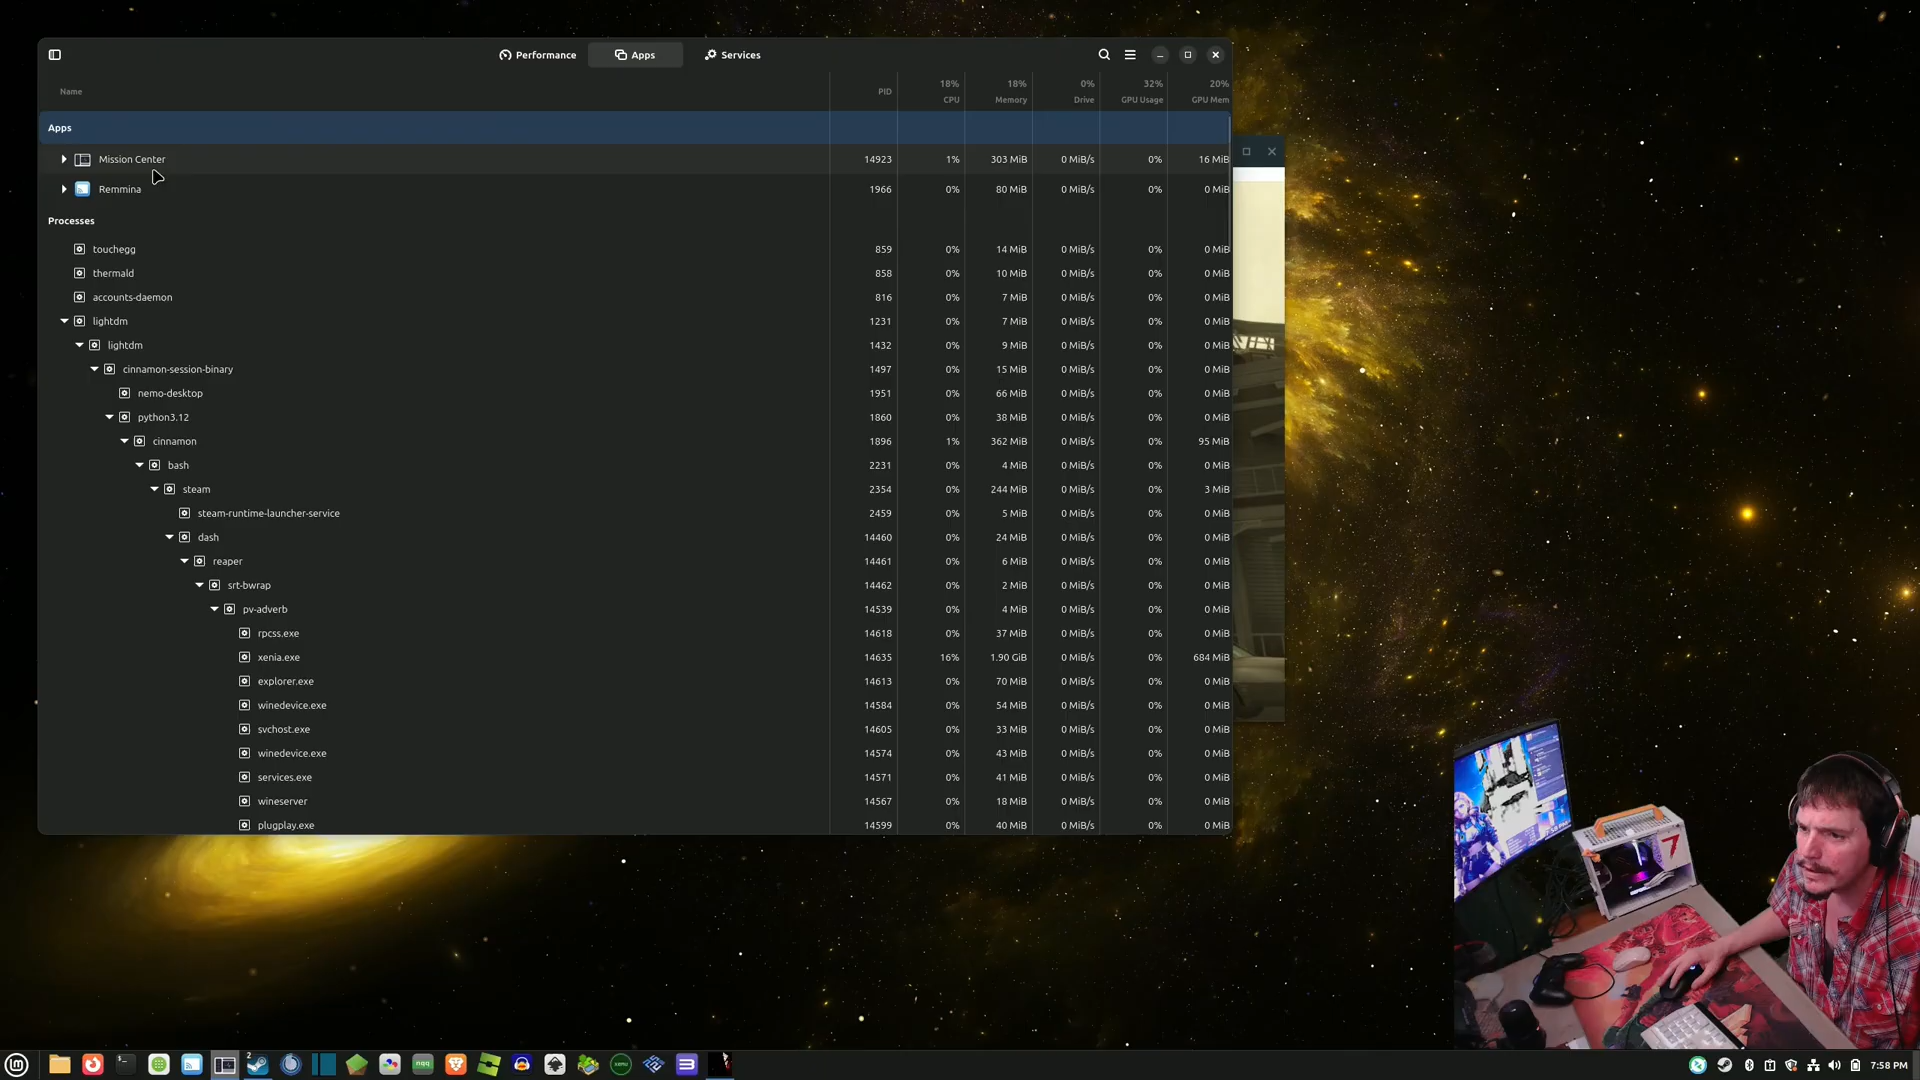 Performance Apps Services
Name PID 18% CPU 18% Memory 0% Drive 32% GPU Usage 20% GPU Mem
Apps
Mission Center 14923 1% 303 MiB 0 MiB/s 0% 16 MiB
Remmina 1966 0% 80 MiB 0 MiB/s 0% 0 MiB
Processes
touchegg 859 0% 14 MiB 0 MiB/s 0% 0 MiB
thermald 858 0% 10 MiB 0 MiB/s 0% 0 MiB
accounts-daemon 816 0% 7 MiB 0 MiB/s 0% 0 MiB
lightdm 1231 0% 7 MiB 0 MiB/s 0% 0 MiB
lightdm 1432 0% 9 MiB 0 MiB/s 0% 0 MiB
cinnamon-session-binary 1497 0% 15 MiB 0 MiB/s 0% 0 MiB
nemo-desktop 1951 0% 66 MiB 0 MiB/s 0% 0 MiB
python3.12 1860 0% 38 MiB 0 MiB/s 0% 0 MiB
cinnamon 1896 1% 362 MiB 0 MiB/s 0% 95 MiB
bash 2231 0% 4 MiB 0 MiB/s 0% 0 MiB
steam 2354 0% 244 MiB 0 MiB/s 0% 3 MiB
steam-runtime-launcher-service 2459 0% 5 MiB 0 MiB/s 0% 0 MiB
dash 14460 0% 24 MiB 0 MiB/s 0% 0 MiB
reaper 14461 0% 6 MiB 0 MiB/s 0% 0 MiB
srt-bwrap 14462 0% 2 MiB 0 MiB/s 0% 0 MiB
pv-adverb 14539 0% 4 MiB 0 MiB/s 0% 0 MiB
rpcss.exe 14618 0% 37 MiB 0 MiB/s 0% 0 MiB
xenia.exe 14635 16% 1.90 GiB 0 MiB/s 0% 684 MiB
explorer.exe 14613 0% 70 MiB 0 MiB/s 0% 0 MiB
winedevice.exe 14584 0% 54 MiB 0 MiB/s 0% 0 MiB
svchost.exe 14605 0% 33 MiB 0 MiB/s 0% 0 MiB
winedevice.exe 14574 0% 43 MiB 0 MiB/s 0% 0 MiB
services.exe 14571 0% 41 MiB 0 MiB/s 0% 0 MiB
wineserver 14567 0% 18 MiB 0 MiB/s 0% 0 MiB
plugplay.exe 14599 0% 40 MiB 0 MiB/s 0% 0 MiB
2
7:58 PM